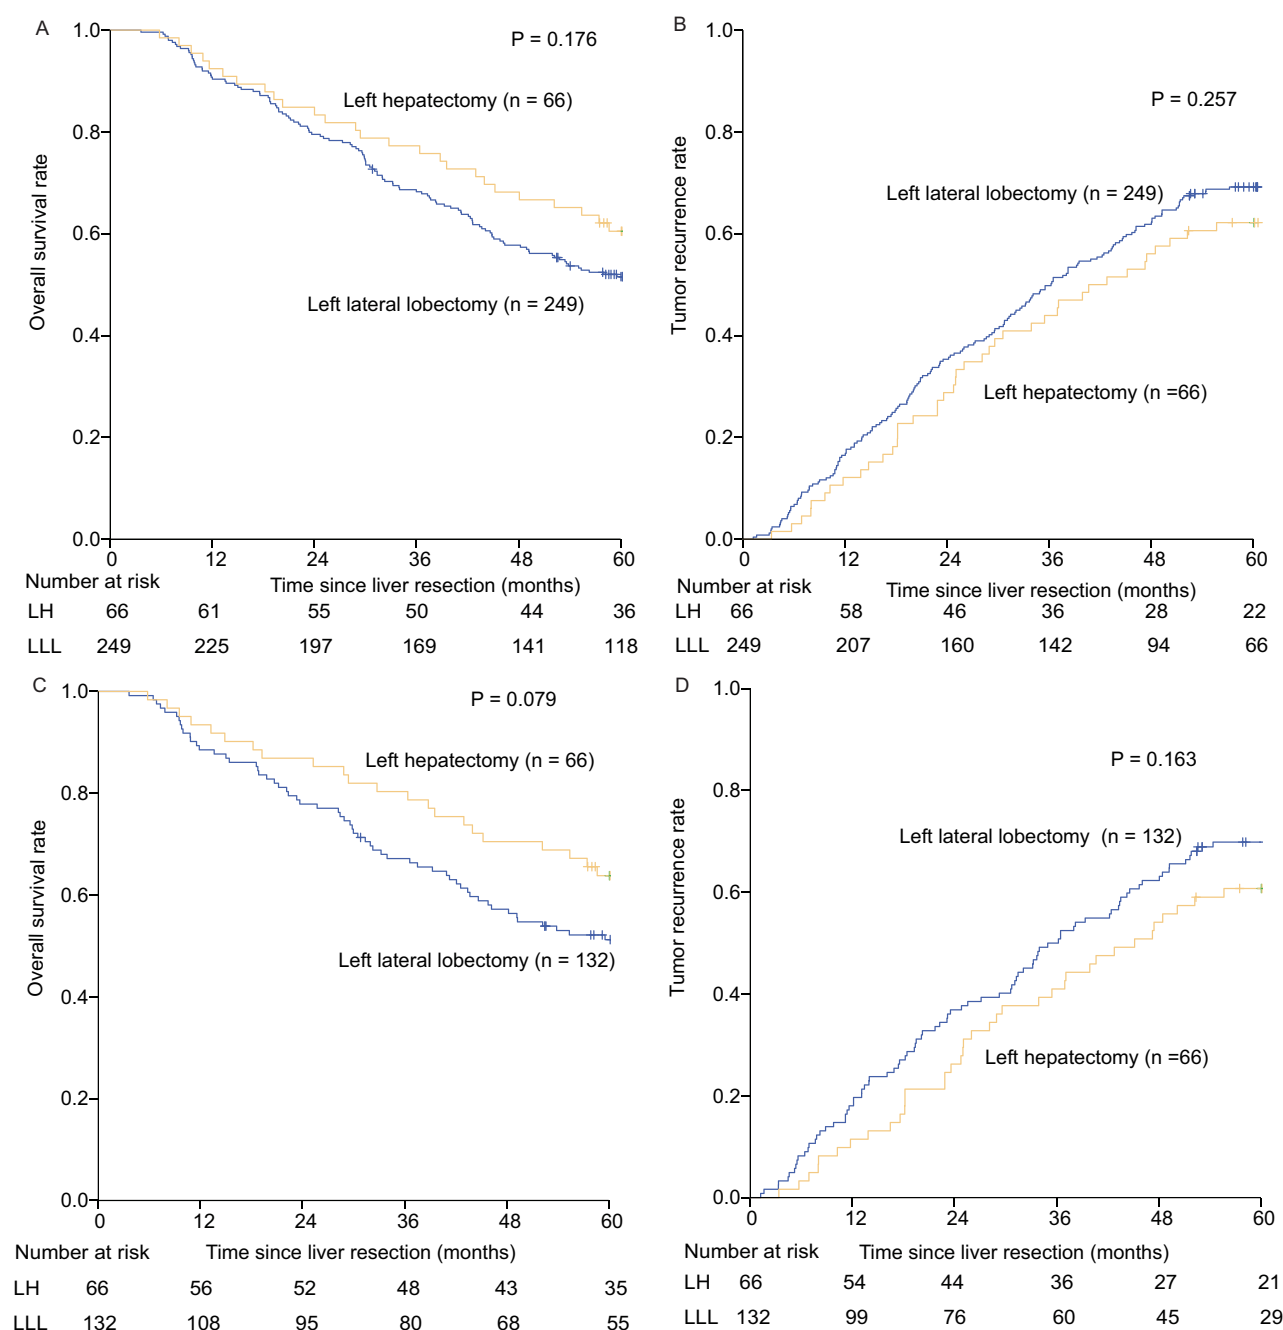 A
P = 0.176
1.0
0.8
0.6
0.4
0.2
0.0
Overall survival rate
Left hepatectomy (n = 66)
Left lateral lobectomy (n = 249)
0 12 24 36 48 60
Number at risk Time since liver resection (months)
LH 66 61 55 50 44 36
LLL 249 225 197 169 141 118
B
P = 0.257
1.0
0.8
0.6
0.4
0.2
0.0
Tumor recurrence rate
Left lateral lobectomy (n = 249)
Left hepatectomy (n =66)
0 12 24 36 48 60
Number at risk Time since liver resection (months)
LH 66 58 46 36 28 22
LLL 249 207 160 142 94 66
C
P = 0.079
1.0
0.8
0.6
0.4
0.2
0.0
Overall survival rate
Left hepatectomy (n = 66)
Left lateral lobectomy (n = 132)
0 12 24 36 48 60
Number at risk Time since liver resection (months)
LH 66 56 52 48 43 35
LLL 132 108 95 80 68 55
D
P = 0.163
1.0
0.8
0.6
0.4
0.2
0.0
Tumor recurrence rate
Left lateral lobectomy (n = 132)
Left hepatectomy (n =66)
0 12 24 36 48 60
Number at risk Time since liver resection (months)
LH 66 54 44 36 27 21
LLL 132 99 76 60 45 29